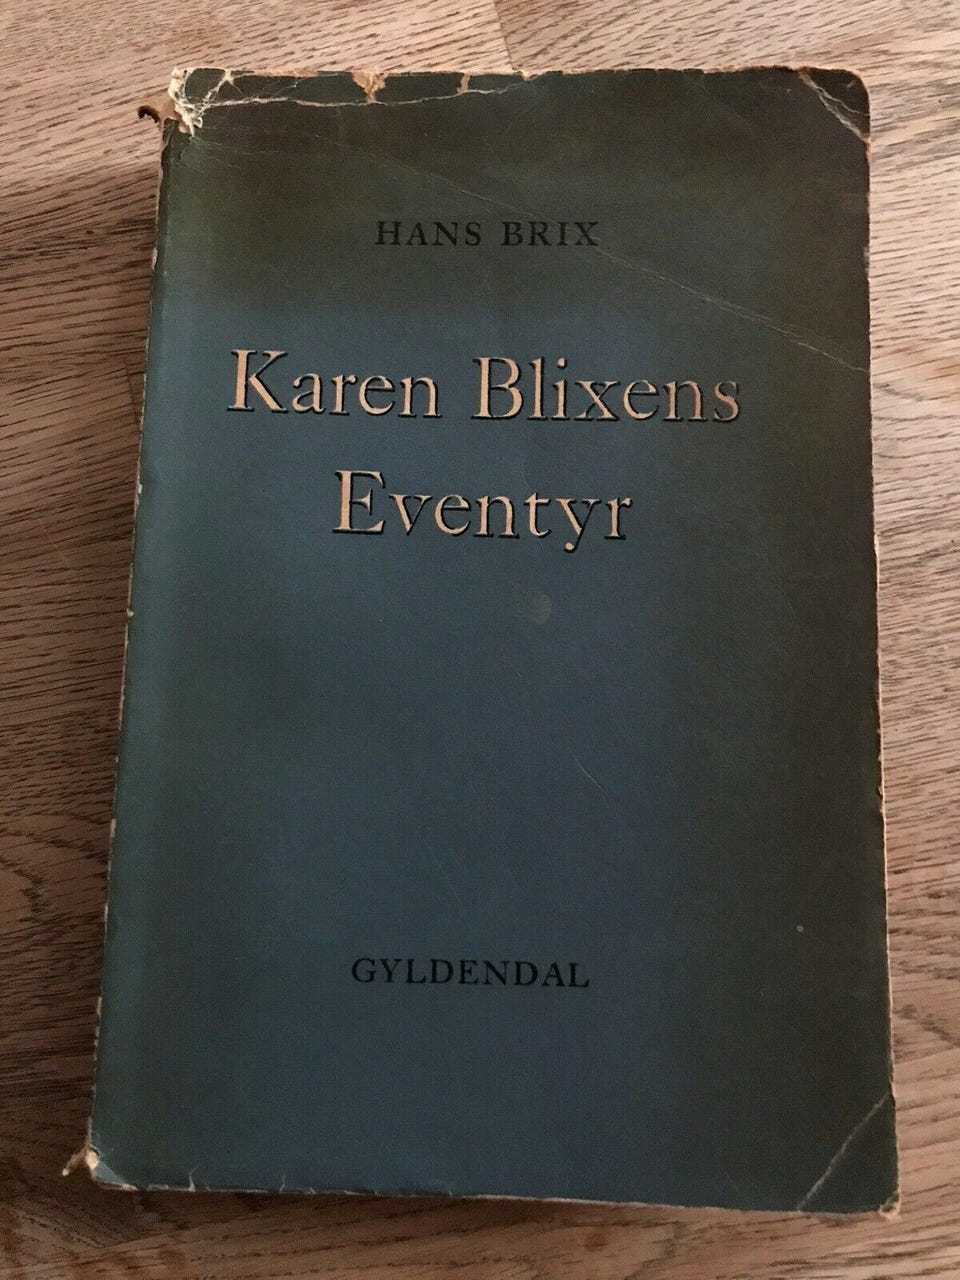 HANS BRIX
Karen Blixens
Eventyr
GYLDENDAL